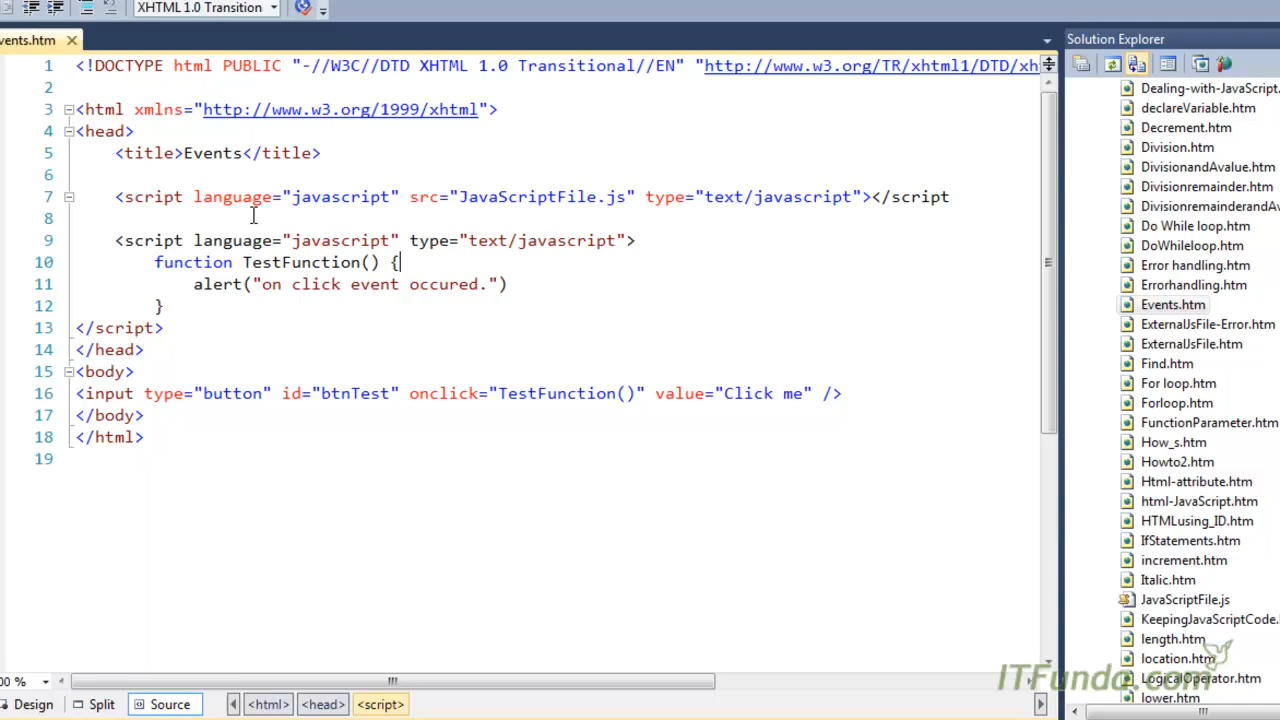 XHTML 1.0 Transition
vents.htm
Solution Explorer
1 <!DOCTYPE html PUBLIC "-//W3C//DTD XHTML 1.0 Transitional//EN" "http://www.w3.org/TR/xhtml1/DTD/xh
2
3 <html xmlns="http://www.w3.org/1999/xhtml">
4 <head>
5 <title>Events</title>
6
7 <script language="javascript" src="JavaScriptFile.js" type="text/javascript"></script
8
9 <script language="javascript" type="text/javascript">
10 function TestFunction() {
11 alert("on click event occured.")
12 }
13 </script>
14 </head>
15 <body>
16 <input type="button" id="btnTest" onclick="TestFunction()" value="Click me" />
17 </body>
18 </html>
19
Dealing-with-JavaScript.
declareVariable.htm
Decrement.htm
Division.htm
DivisionandAvalue.htm
Divisionremainder.htm
DivisionremainderandAv
Do While loop.htm
DoWhileloop.htm
Error handling.htm
Errorhandling.htm
Events.htm
ExternalJsFile-Error.htm
ExternalJsFile.htm
Find.htm
For loop.htm
Forloop.htm
FunctionParameter.htm
How_s.htm
Howto2.htm
Html-attribute.htm
html-JavaScript.htm
HTMLusing_ID.htm
IfStatements.htm
increment.htm
Italic.htm
JavaScriptFile.js
KeepingJavaScriptCode.
length.htm
location.htm
LogicalOperator.htm
lower.htm
ITFunda.com
00 %
Design Split Source <html> <head> <script>